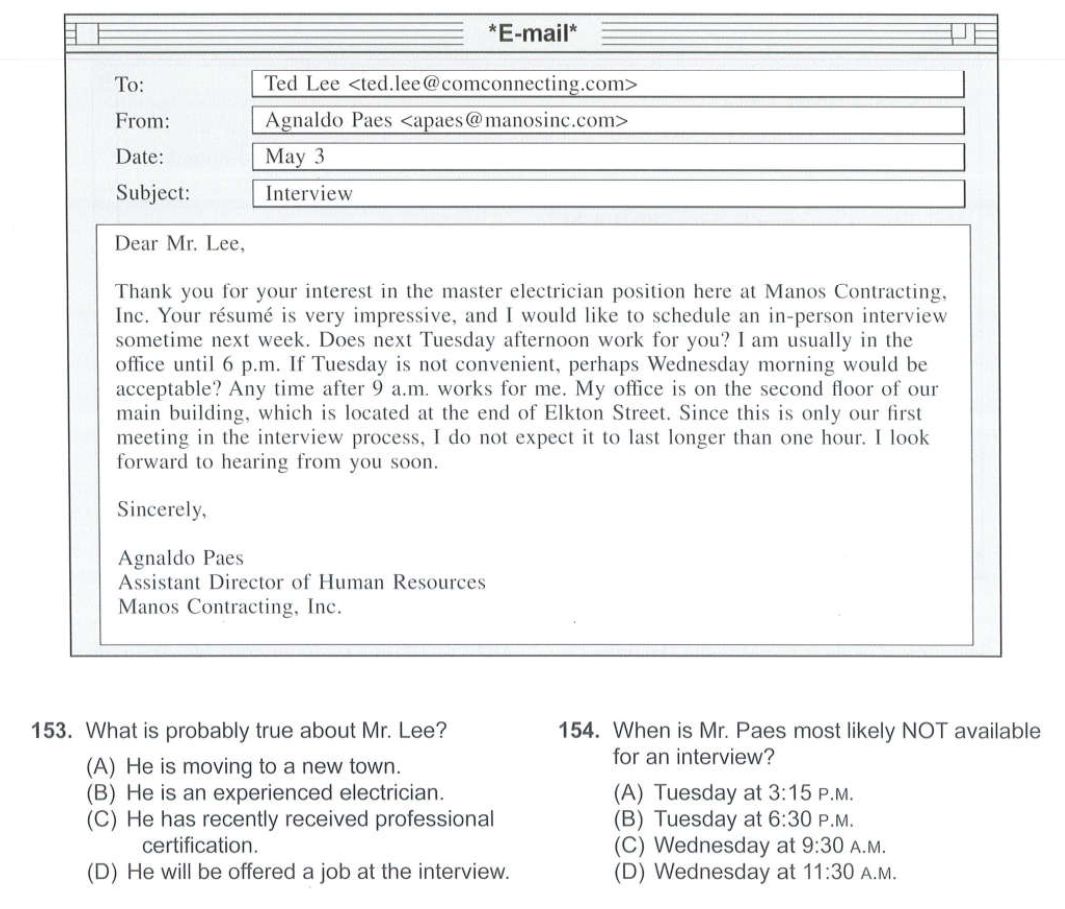 *E-mail*
To: Ted Lee <ted.lee@comconnecting.com>
From: Agnaldo Paes <apaes@manosinc.com>
Date: May 3
Subject: Interview
Dear Mr. Lee,
Thank you for your interest in the master electrician position here at Manos Contracting,
Inc. Your résumé is very impressive, and I would like to schedule an in-person interview
sometime next week. Does next Tuesday afternoon work for you? I am usually in the
office until 6 p.m. If Tuesday is not convenient, perhaps Wednesday morning would be
acceptable? Any time after 9 a.m. works for me. My office is on the second floor of our
main building, which is located at the end of Elkton Street. Since this is only our first
meeting in the interview process, I do not expect it to last longer than one hour. I look
forward to hearing from you soon.
Sincerely,
Agnaldo Paes
Assistant Director of Human Resources
Manos Contracting, Inc.
153. What is probably true about Mr. Lee?
(A) He is moving to a new town.
(B) He is an experienced electrician.
(C) He has recently received professional
certification.
(D) He will be offered a job at the interview.
154. When is Mr. Paes most likely NOT available
for an interview?
(A) Tuesday at 3:15 P.M.
(B) Tuesday at 6:30 P.M.
(C) Wednesday at 9:30 A.M.
(D) Wednesday at 11:30 A.M.